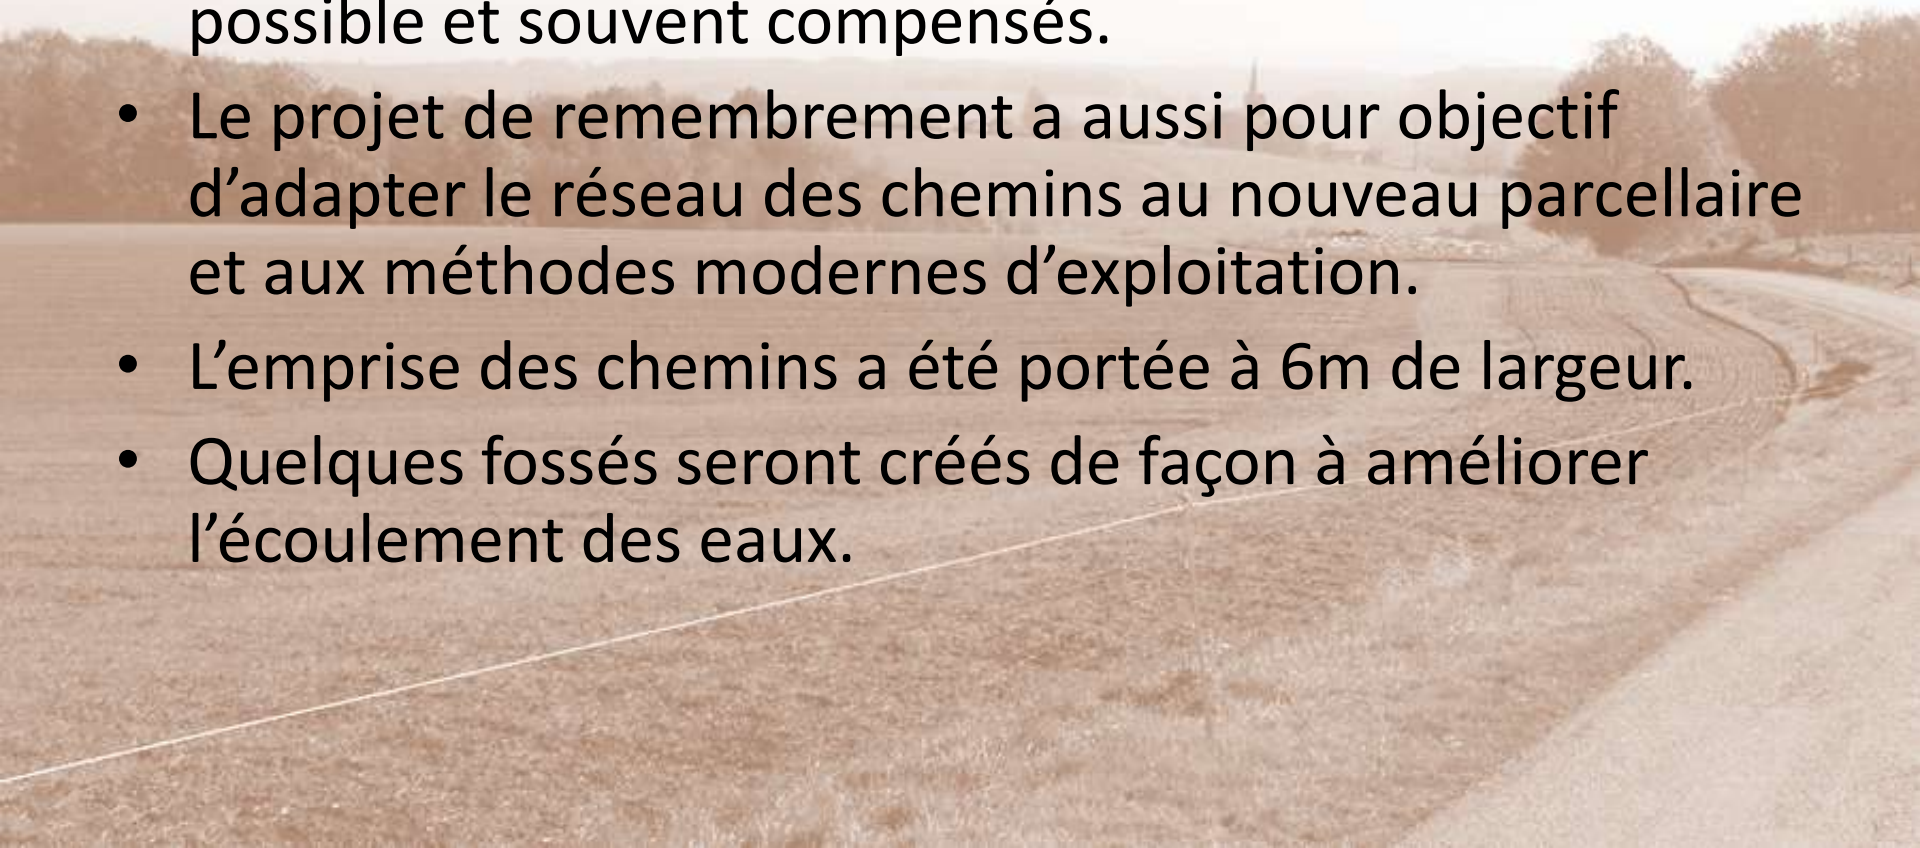 possible et souvent compensés.
• Le projet de remembrement a aussi pour objectif
d’adapter le réseau des chemins au nouveau parcellaire
et aux méthodes modernes d’exploitation.
• L’emprise des chemins a été portée à 6m de largeur.
• Quelques fossés seront créés de façon à améliorer
l’écoulement des eaux.